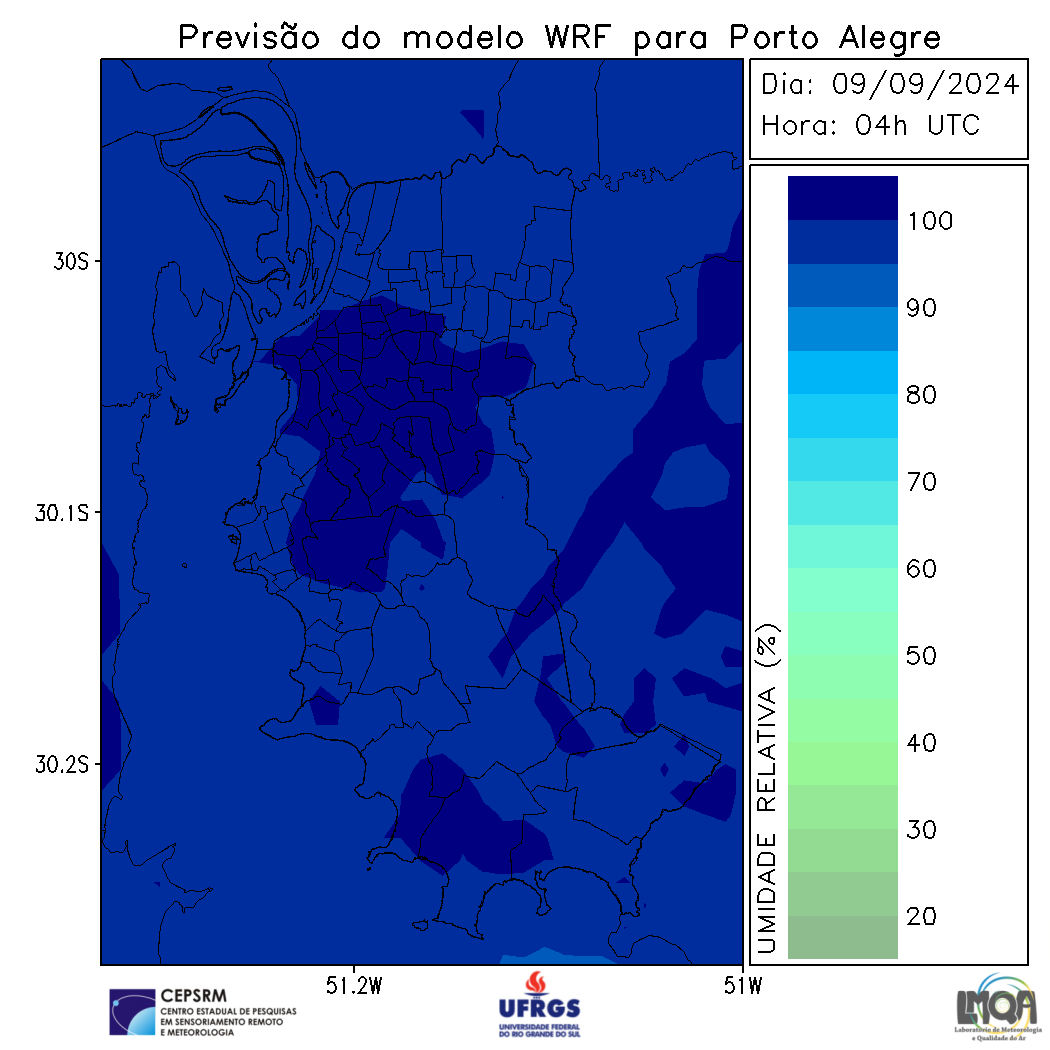 Previsão do modelo WRF para Porto Alegre
Dia: 09/09/2024
Hora: 04h UTC
30S
30.1S
30.2S
51.2W
51W
UMIDADE RELATIVA (%)
100
90
80
70
60
50
40
30
20
CEPSRM
CENTRO ESTADUAL DE PESQUISAS
EM SENSORIAMENTO REMOTO
E METEOROLOGIA
UFRGS
UNIVERSIDADE FEDERAL
DO RIO GRANDE DO SUL
LMQA
Laboratório de Meteorologia
e Qualidade do Ar